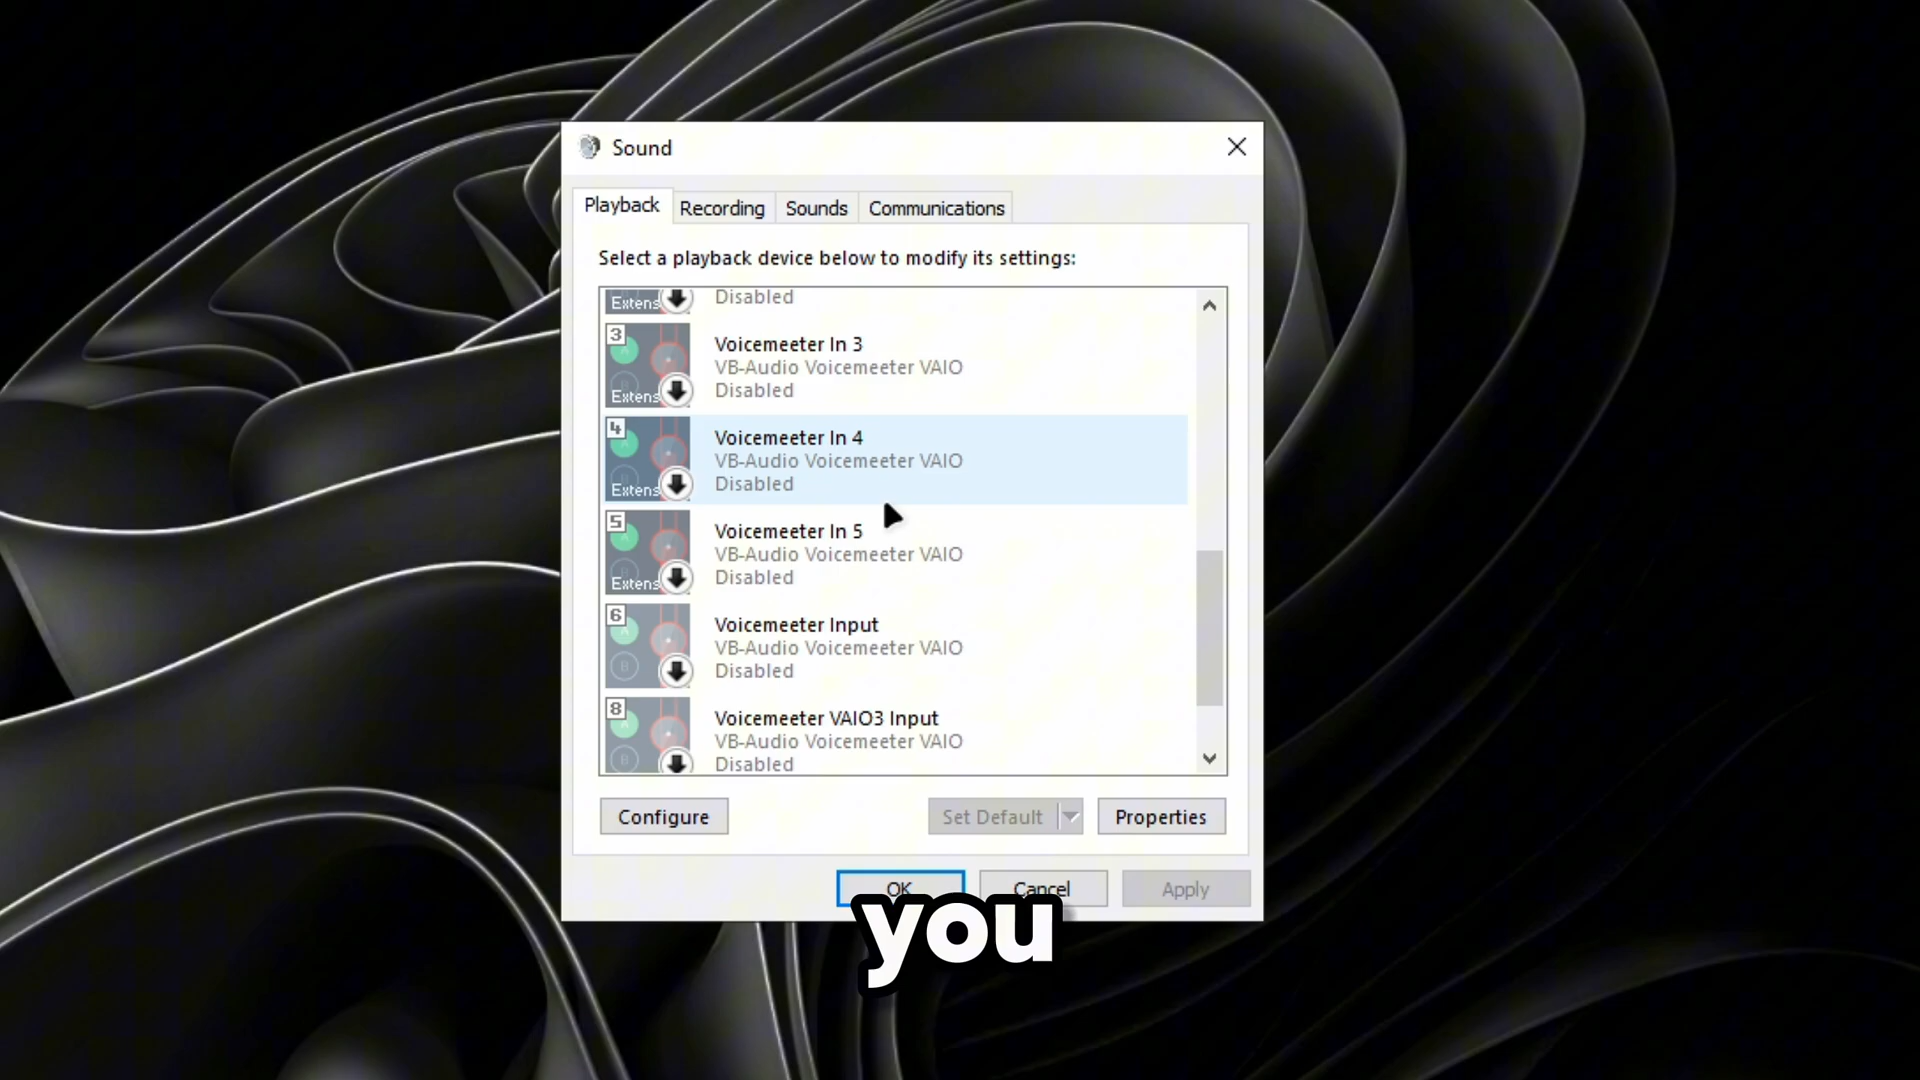 Sound
Playback
Recording
Sounds
Communications
Select a playback device below to modify its settings:
Extens
Disabled
3
Voicemeeter In 3
VB-Audio Voicemeeter VAIO
Disabled
A
B
Extens
4
Voicemeeter In 4
VB-Audio Voicemeeter VAIO
Disabled
A
B
Extens
5
Voicemeeter In 5
VB-Audio Voicemeeter VAIO
Disabled
A
B
Extens
6
Voicemeeter Input
VB-Audio Voicemeeter VAIO
Disabled
A
B
8
Voicemeeter VAIO3 Input
VB-Audio Voicemeeter VAIO
Disabled
A
B
Configure
Set Default
Properties
OK
Cancel
Apply
you